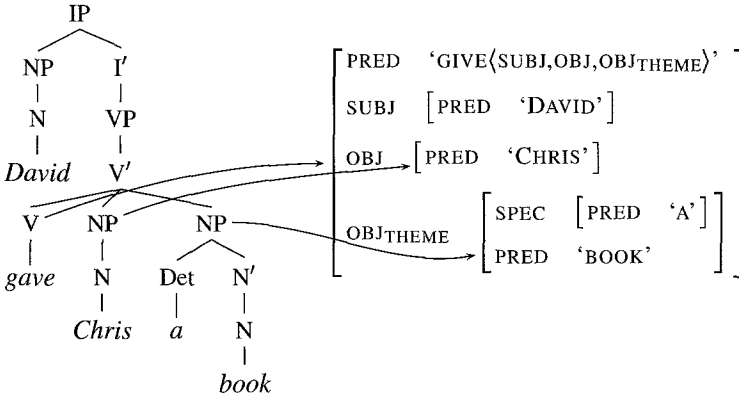 IP
NP I′
N VP
David V′
V NP NP
gave N Det N′
Chris a N
book
PRED ‘GIVE⟨SUBJ,OBJ,OBJTHEME⟩’
SUBJ [PRED ‘DAVID’]
OBJ [PRED ‘CHRIS’]
OBJTHEME
SPEC [PRED ‘A’]
PRED ‘BOOK’